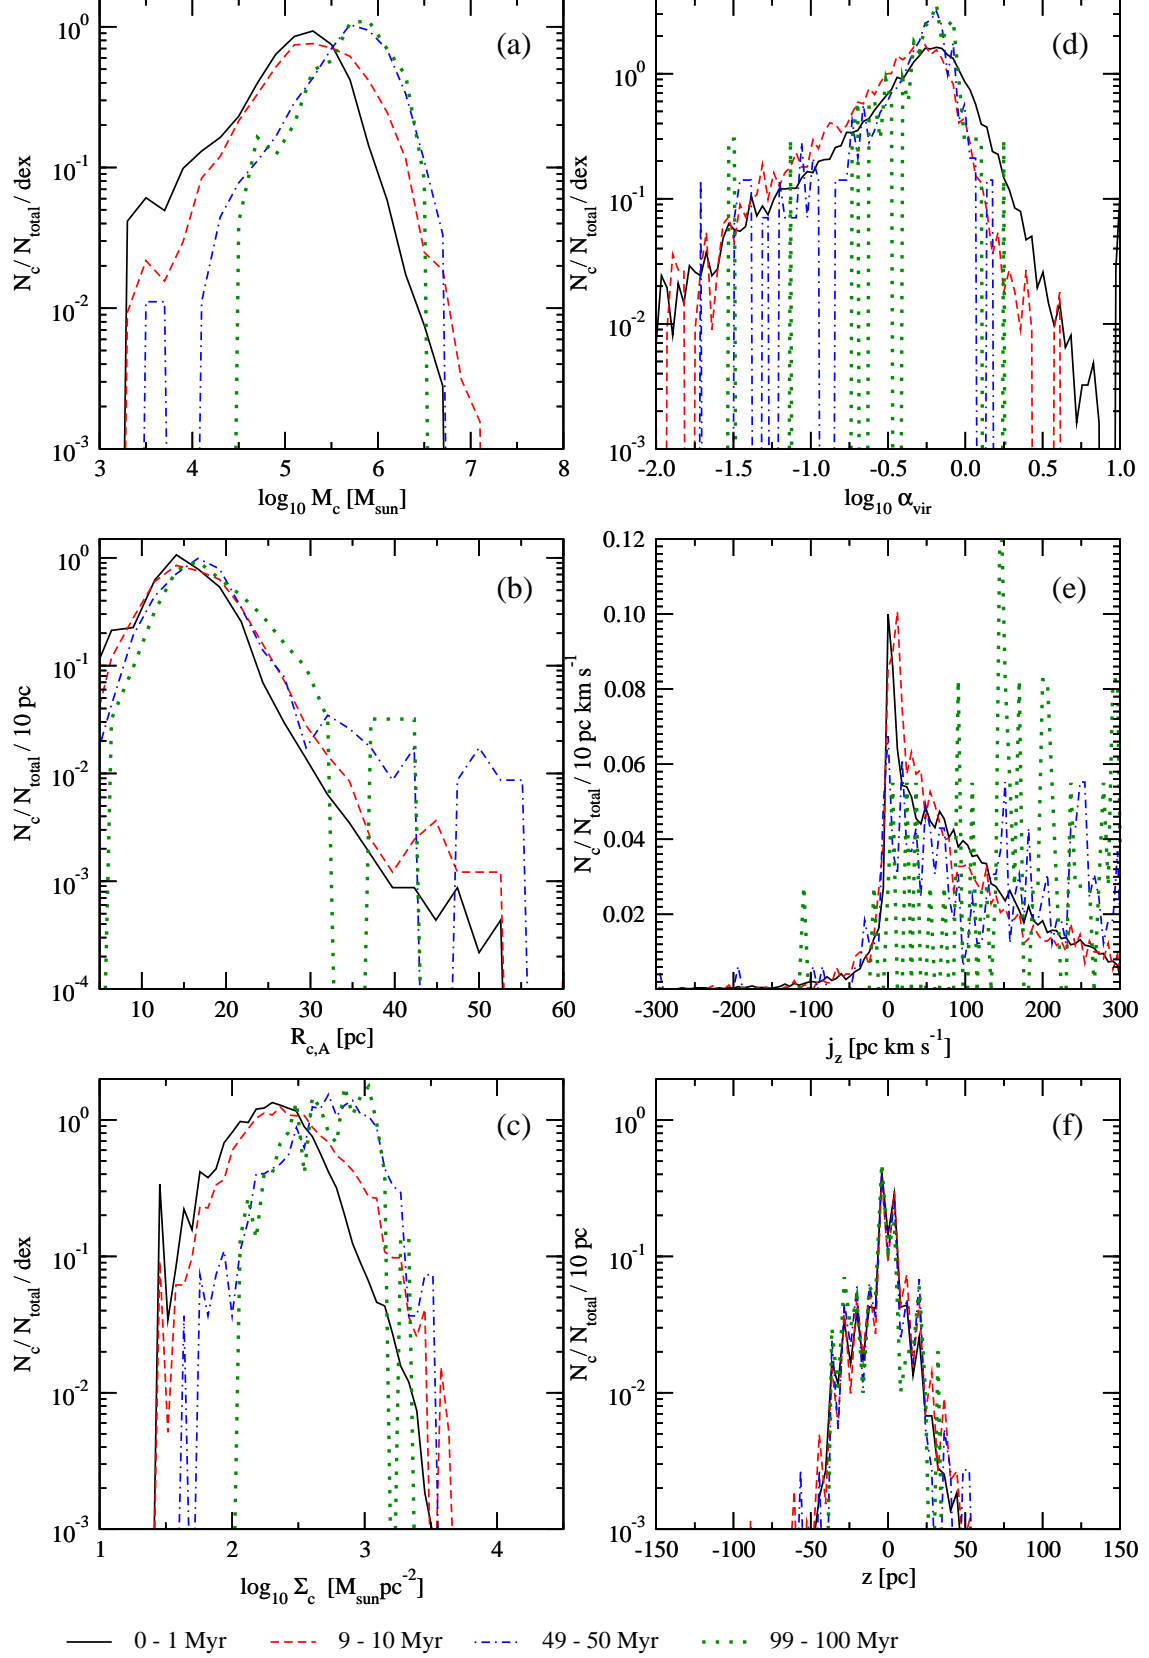 (a)
10^0
10^-1
10^-2
10^-3
N_c / N_total / dex
3 4 5 6 7 8
log_10 M_c [M_sun]
(d)
10^0
10^-1
10^-2
10^-3
N_c / N_total / dex
-2.0 -1.5 -1.0 -0.5 0.0 0.5 1.0
log_10 α_vir
(b)
10^0
10^-1
10^-2
10^-3
10^-4
N_c / N_total / 10 pc
10 20 30 40 50 60
R_c,A [pc]
(e)
0.12
0.10
0.08
0.06
0.04
0.02
N_c / N_total / 10 pc km s^-1
-300 -200 -100 0 100 200 300
j_z [pc km s^-1]
(c)
10^0
10^-1
10^-2
10^-3
N_c / N_total / dex
1 2 3 4
log_10 Σ_c [M_sun pc^-2]
(f)
10^0
10^-1
10^-2
10^-3
N_c / N_total / 10 pc
-150 -100 -50 0 50 100 150
z [pc]
0 - 1 Myr 9 - 10 Myr 49 - 50 Myr 99 - 100 Myr